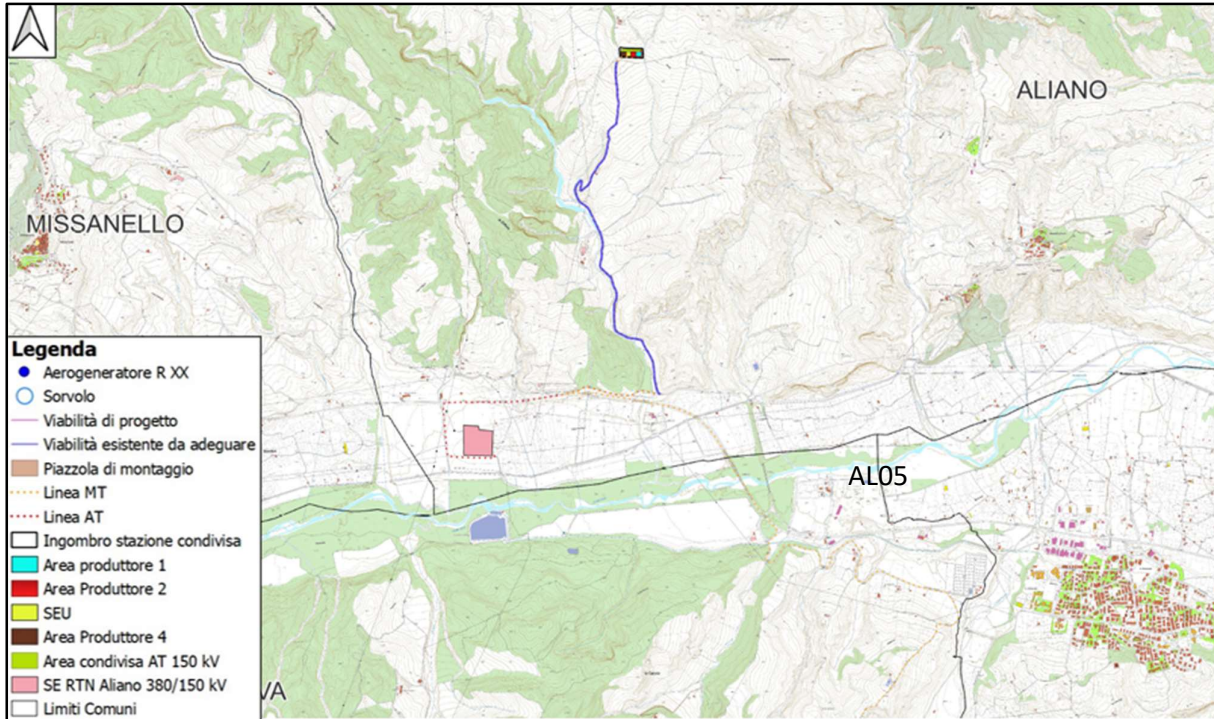 ALIANO
MISSANELLO
AL05
VA
Legenda
Aerogeneratore R XX
Sorvolo
Viabilità di progetto
Viabilità esistente da adeguare
Piazzola di montaggio
Linea MT
Linea AT
Ingombro stazione condivisa
Area produttore 1
Area Produttore 2
SEU
Area Produttore 4
Area condivisa AT 150 kV
SE RTN Aliano 380/150 kV
Limiti Comuni